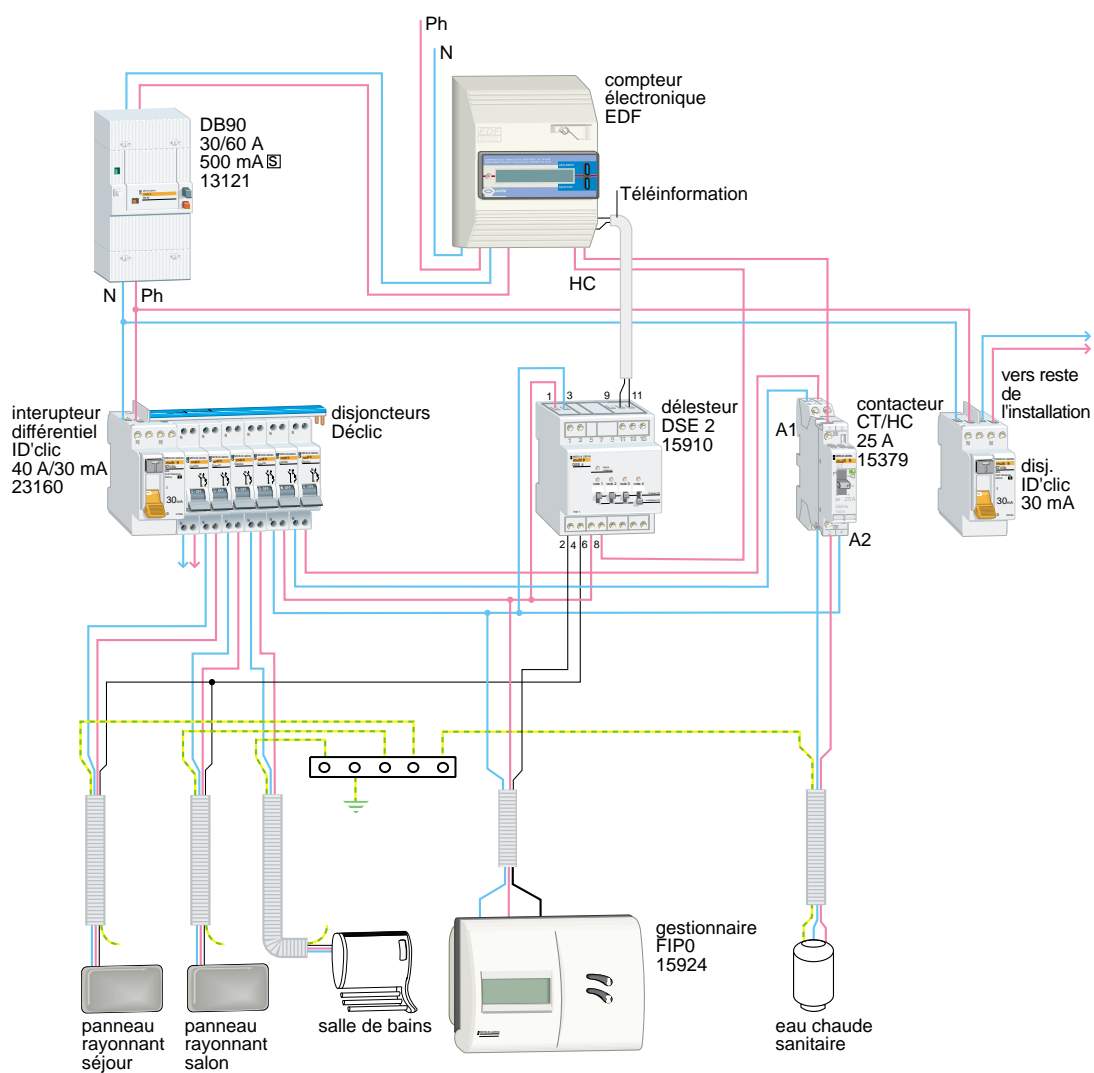 Ph
N
compteur
électronique
EDF
DB90
30/60 A
500 mA S
13121
EDF
Téléinformation
N
Ph
HC
interupteur
différentiel
ID'clic
40 A/30 mA
23160
disjoncteurs
Déclic
1
3
9
11
délesteur
DSE 2
15910
A1
contacteur
CT/HC
25 A
15379
vers reste
de
l'installation
disj.
ID'clic
30 mA
30mA
30mA
2
4
6
8
A2
gestionnaire
FIP0
15924
panneau
rayonnant
séjour
panneau
rayonnant
salon
salle de bains
eau chaude
sanitaire